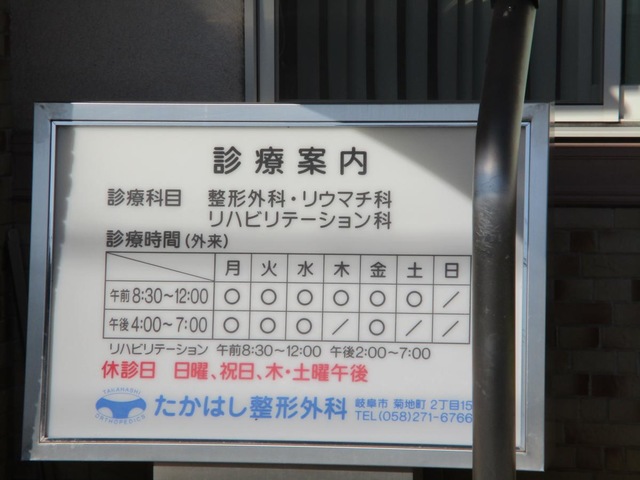 診療案内
診療科目 整形外科・リウマチ科
リハビリテーション科
診療時間(外来)
月 火 水 木 金 土 日
午前8:30~12:00 ○ ○ ○ ○ ○ ○ /
午後4:00~7:00 ○ ○ ○ / ○ / /
リハビリテーション 午前8:30~12:00 午後2:00~7:00
休診日 日曜、祝日、木・土曜午後
TAKAHASHI
ORTHOPEDICS
たかはし整形外科
岐阜市 菊地町 2丁目15
TEL(058)271-6766